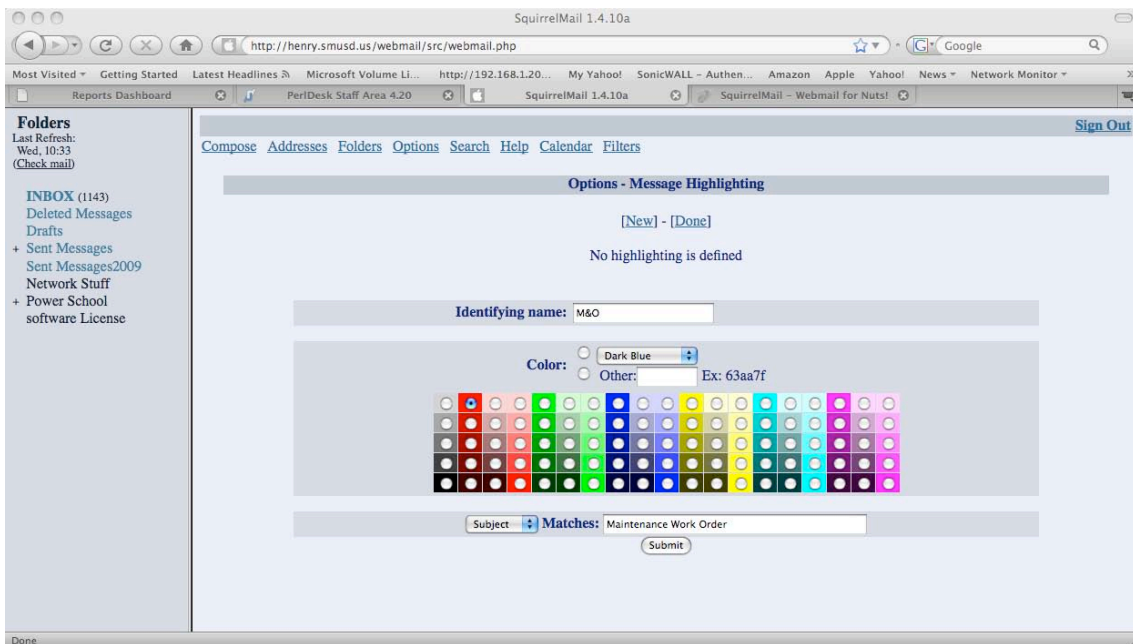 SquirrelMail 1.4.10a
http://henry.smusd.us/webmail/src/webmail.php
Google
Most Visited Getting Started Latest Headlines Microsoft Volume Li... http://192.168.1.20... My Yahoo! SonicWALL - Authen... Amazon Apple Yahoo! News Network Monitor
Reports Dashboard PerlDesk Staff Area 4.20 SquirrelMail 1.4.10a SquirrelMail - Webmail for Nuts!
Folders
Last Refresh:
Wed, 10:33
(Check mail)
INBOX (1143)
Deleted Messages
Drafts
+ Sent Messages
Sent Messages2009
Network Stuff
+ Power School
software License
Sign Out
Compose Addresses Folders Options Search Help Calendar Filters
Options - Message Highlighting
[New] - [Done]
No highlighting is defined
Identifying name: M&O
Color: Dark Blue
Other: Ex: 63aa7f
Subject Matches: Maintenance Work Order
Submit
Done